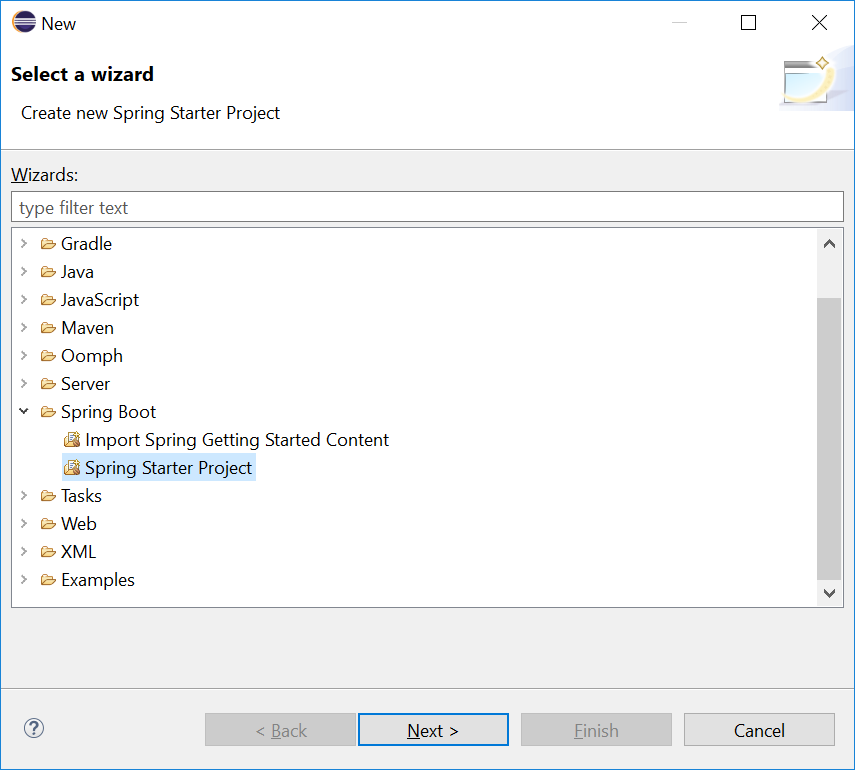 New
Select a wizard
Create new Spring Starter Project
Wizards:
type filter text
Gradle
Java
JavaScript
Maven
Oomph
Server
Spring Boot
Import Spring Getting Started Content
Spring Starter Project
Tasks
Web
XML
Examples
?
< Back
Next >
Finish
Cancel